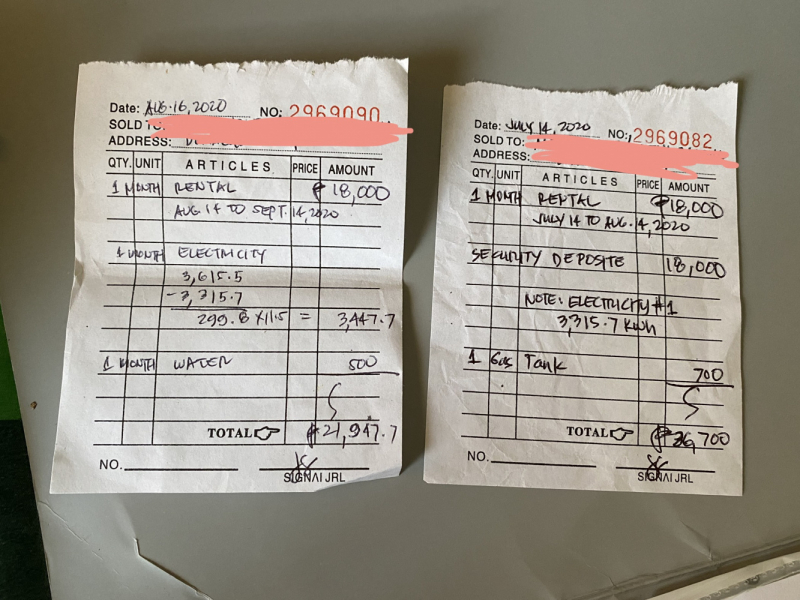 Date: AUG. 16, 2020 NO: 2969090
SOLD TO:
ADDRESS:
QTY. UNIT ARTICLES PRICE AMOUNT
1 MONTH RENTAL ₱18,000
AUG 14 TO SEPT. 14, 2020
1 MONTH ELECTRICITY
3,615.5
-3,315.7
299.8 X11.5 = 3,447.7
1 MONTH WATER 500
TOTAL ₱21,947.7
NO.
Date: JULY 14, 2020 NO: 2969082
SOLD TO:
ADDRESS:
QTY. UNIT ARTICLES PRICE AMOUNT
1 MONTH RENTAL ₱18,000
JULY 14 TO AUG. 14, 2020
SECURITY DEPOSITE 18,000
NOTE: ELECTRICITY #1
3,315.7 KWh
1 Gas Tank 700
TOTAL ₱36,700
NO.